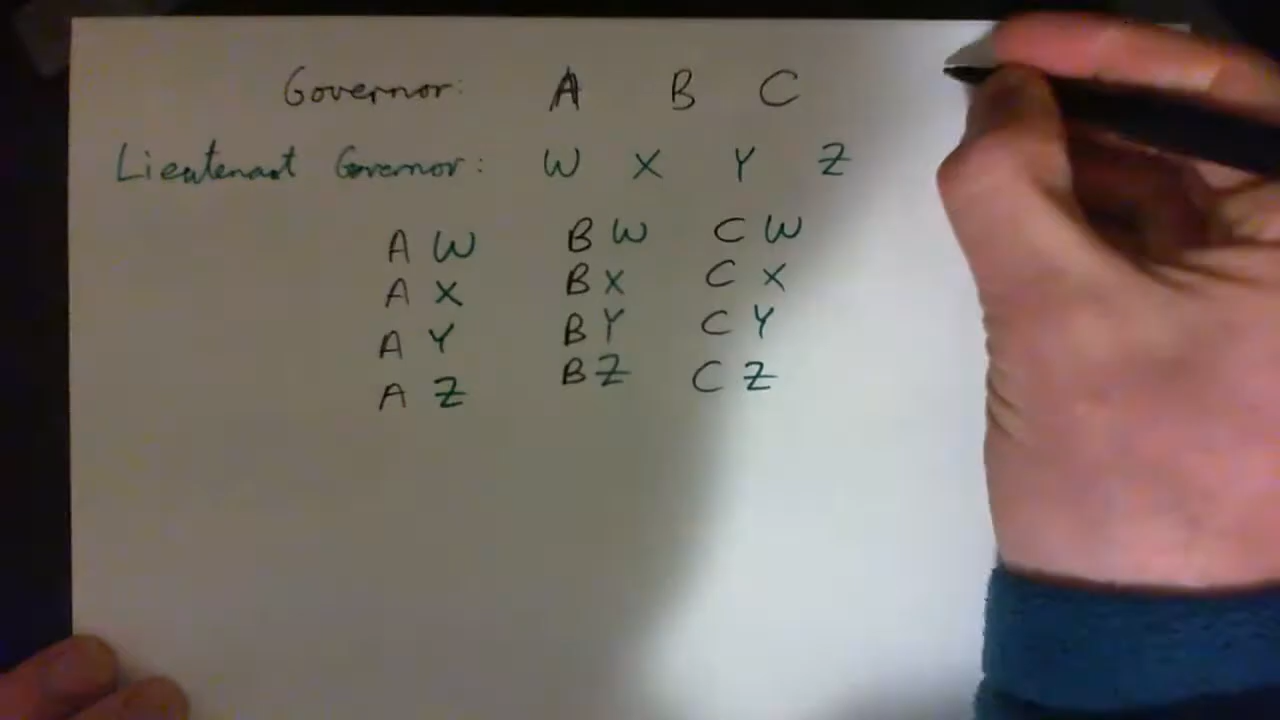 Governor: A B C
Lieutenant Governor: W X Y Z
A W B W C W
A X B X C X
A Y B Y C Y
A Z B Z C Z